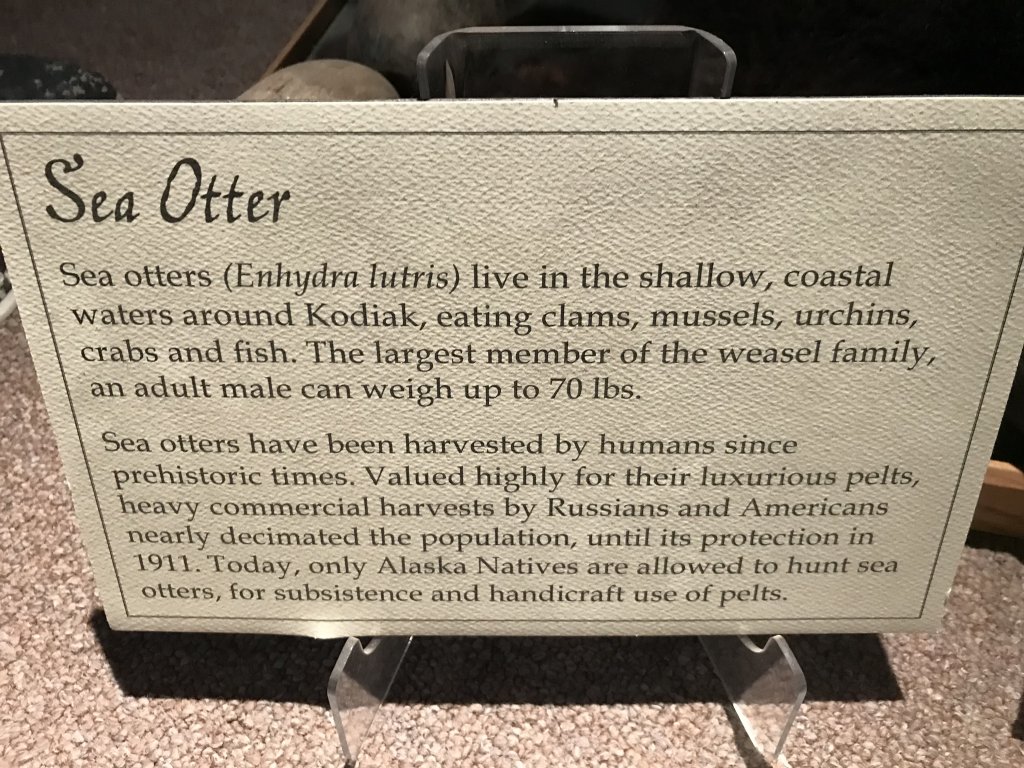 Sea Otter
Sea otters (Enhydra lutris) live in the shallow, coastal
waters around Kodiak, eating clams, mussels, urchins,
crabs and fish. The largest member of the weasel family,
an adult male can weigh up to 70 lbs.
Sea otters have been harvested by humans since
prehistoric times. Valued highly for their luxurious pelts,
heavy commercial harvests by Russians and Americans
nearly decimated the population, until its protection in
1911. Today, only Alaska Natives are allowed to hunt sea
otters, for subsistence and handicraft use of pelts.